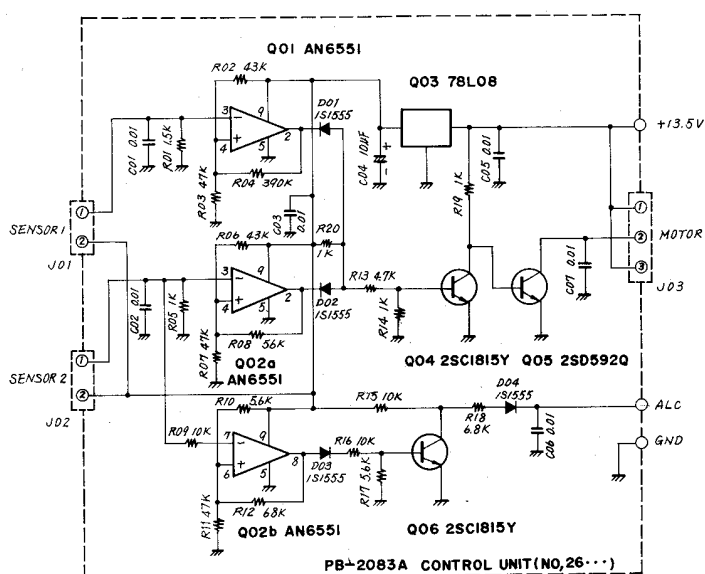 Q01 AN6551
R02 43K
Q03 78L08
D01
1S1555
3
4
9
2
5
C01 0.01
R01 1.5K
R04 390K
R03 47K
C04 10µF
+
-
C05 0.01
R19 1K
+13.5V
1
2
SENSOR 1
J01
C03
0.01
R06 43K
R20
1K
3
4
9
2
5
C02 0.01
R05 1K
R07 47K
R08 56K
D02
1S1555
R13 4.7K
R14 1K
C07 0.01
1
2
3
MOTOR
J03
Q02a
AN6551
Q04 2SC1815Y
Q05 2SD592Q
1
2
SENSOR 2
J02
R10 5.6K
R15 10K
D04
1S1555
R18
6.8K
C06 0.01
ALC
GND
R09 10K
7
6
9
8
5
D03
1S1555
R16 10K
R17 5.6K
R11 47K
R12 68K
Q02b AN6551
Q06 2SC1815Y
PB-2083A CONTROL UNIT(NO,26···)